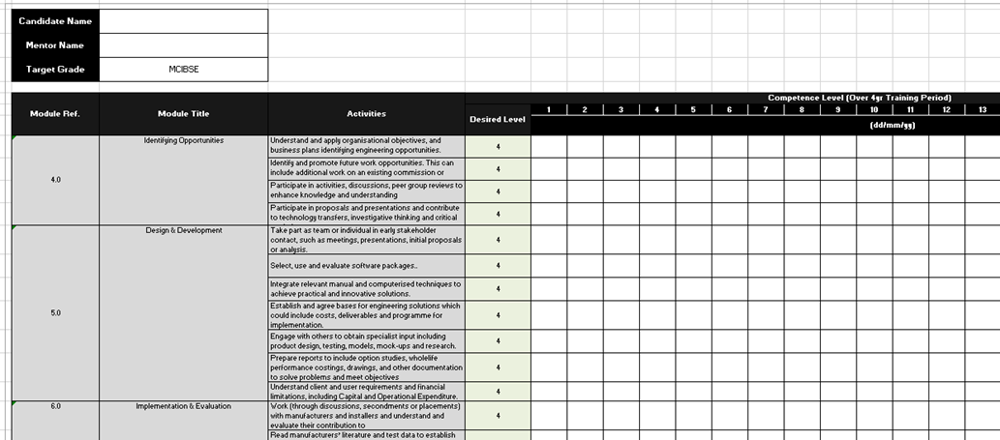 Candidate Name
Mentor Name
Target Grade MCIBSE
Competence Level (Over 4yr Training Period)
Module Ref. Module Title Activities Desired Level 1 2 3 4 5 6 7 8 9 10 11 12 13
(dd/mm/yy)
4.0 Identifying Opportunities
Understand and apply organisational objectives, and
business plans identifying engineering opportunities.
4
Identify and promote future work opportunities. This can
include additional work on an existing commission or
4
Participate in activities, discussions, peer group reviews to
enhance knowledge and understanding
4
Participate in proposals and presentations and contribute
to technology transfers, investigative thinking and critical
4
5.0 Design & Development
Take part as team or individual in early stakeholder
contact, such as meetings, presentations, initial proposals
or analysis.
4
Select, use and evaluate software packages..
4
Integrate relevant manual and computerised techniques to
achieve practical and innovative solutions.
4
Establish and agree bases for engineering solutions which
could include costs, deliverables and programme for
implementation.
4
Engage with others to obtain specialist input including
product design, testing, models, mock-ups and research.
4
Prepare reports to include option studies, wholelife
performance costings, drawings, and other documentation
to solve problems and meet objectives
4
Understand client and user requirements and financial
limitations, including Capital and Operational Expenditure.
4
6.0 Implementation & Evaluation
Work (through discussions, secondments or placements)
with manufacturers and installers and understand and
evaluate their contribution to
4
Read manufacturers' literature and test data to establish